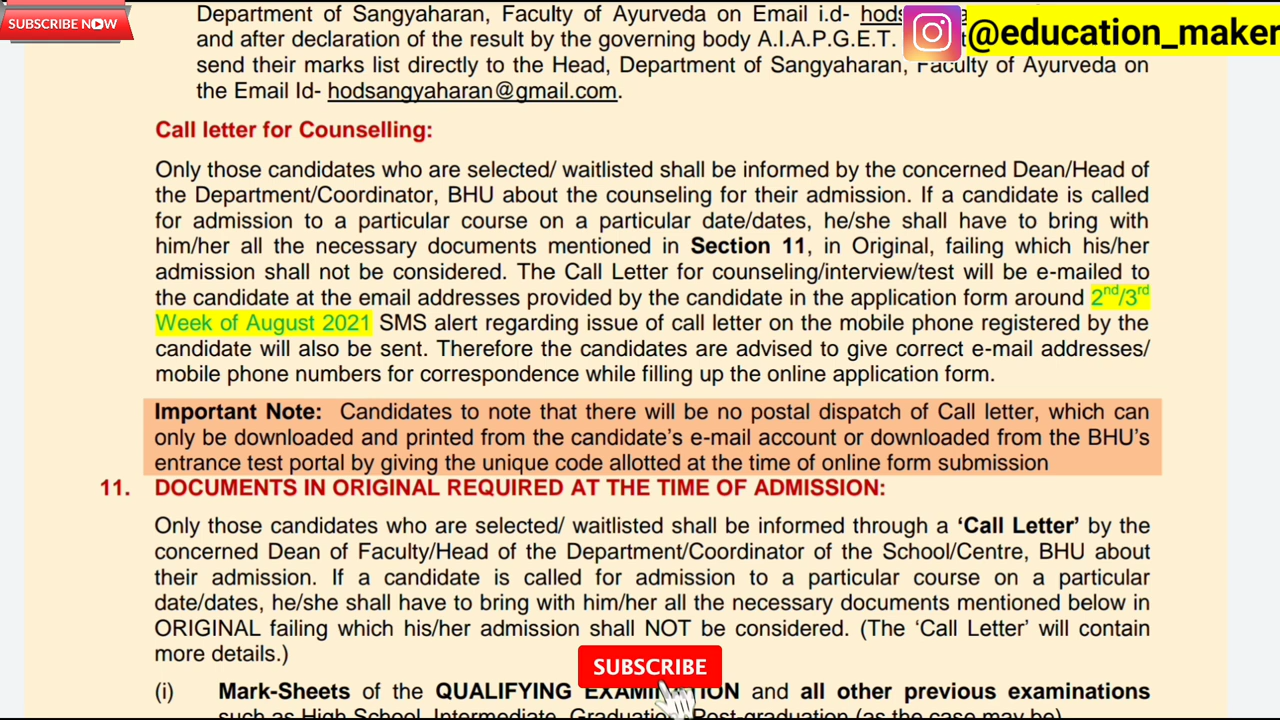 SUBSCRIBE NOW
@education_maker
Department of Sangyaharan, Faculty of Ayurveda on Email i.d-
and after declaration of the result by the governing body A.I.A.P.G.E.T.
send their marks list directly to the Head, Department of Sangyaharan, Faculty of Ayurveda on
the Email Id- hodsangyaharan@gmail.com.
Call letter for Counselling:
Only those candidates who are selected/ waitlisted shall be informed by the concerned Dean/Head of
the Department/Coordinator, BHU about the counseling for their admission. If a candidate is called
for admission to a particular course on a particular date/dates, he/she shall have to bring with
him/her all the necessary documents mentioned in Section 11, in Original, failing which his/her
admission shall not be considered. The Call Letter for counseling/interview/test will be e-mailed to
the candidate at the email addresses provided by the candidate in the application form around 2nd/3rd
Week of August 2021 SMS alert regarding issue of call letter on the mobile phone registered by the
candidate will also be sent. Therefore the candidates are advised to give correct e-mail addresses/
mobile phone numbers for correspondence while filling up the online application form.
Important Note: Candidates to note that there will be no postal dispatch of Call letter, which can
only be downloaded and printed from the candidate's e-mail account or downloaded from the BHU's
entrance test portal by giving the unique code allotted at the time of online form submission
11. DOCUMENTS IN ORIGINAL REQUIRED AT THE TIME OF ADMISSION:
Only those candidates who are selected/ waitlisted shall be informed through a 'Call Letter' by the
concerned Dean of Faculty/Head of the Department/Coordinator of the School/Centre, BHU about
their admission. If a candidate is called for admission to a particular course on a particular
date/dates, he/she shall have to bring with him/her all the necessary documents mentioned below in
ORIGINAL failing which his/her admission shall NOT be considered. (The 'Call Letter' will contain
more details.)
SUBSCRIBE
(i) Mark-Sheets of the QUALIFYING EXAMINATION and all other previous examinations
such as High School, Intermediate, Graduation, Post-graduation (as the case may be)